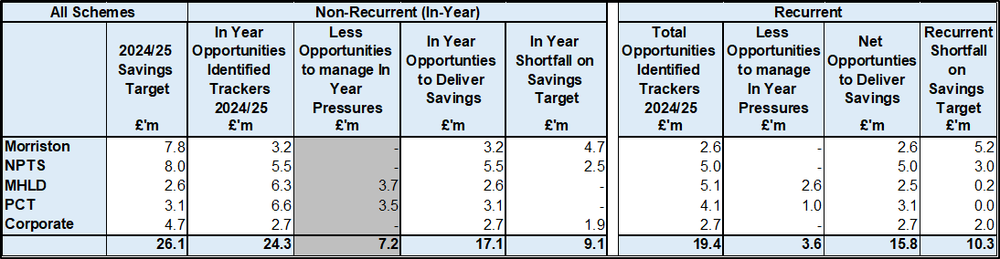 All Schemes Non-Recurrent (In-Year) Recurrent
2024/25 Savings Target £'m
In Year Opportunities Identified Trackers 2024/25 £'m
Less Opportunities to manage In Year Pressures £'m
In Year Opportunties to Deliver Savings £'m
In Year Shortfall on Savings Target £'m
Total Opportunities Identified Trackers 2024/25 £'m
Less Opportunities to manage In Year Pressures £'m
Net Opportunties to Deliver Savings £'m
Recurrent Shortfall on Savings Target £'m
Morriston 7.8 3.2 - 3.2 4.7 2.6 - 2.6 5.2
NPTS 8.0 5.5 - 5.5 2.5 5.0 - 5.0 3.0
MHLD 2.6 6.3 3.7 2.6 - 5.1 2.6 2.5 0.2
PCT 3.1 6.6 3.5 3.1 - 4.1 1.0 3.1 0.0
Corporate 4.7 2.7 - 2.7 1.9 2.7 - 2.7 2.0
26.1 24.3 7.2 17.1 9.1 19.4 3.6 15.8 10.3